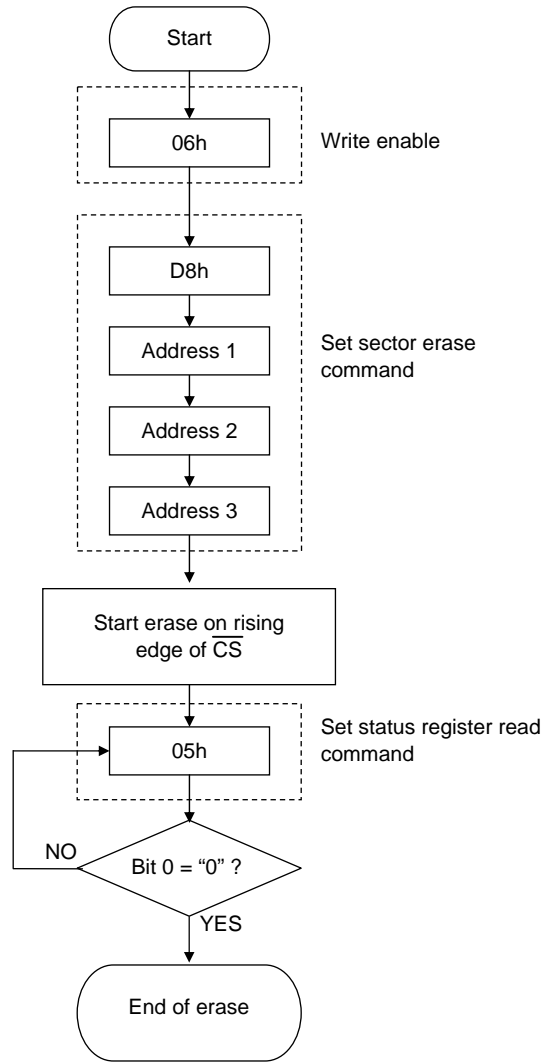 Start
06h
Write enable
D8h
Address 1
Set sector erase
command
Address 2
Address 3
Start erase on rising
edge of C̅S̅
Set status register read
command
05h
NO
Bit 0 = “0” ?
YES
End of erase